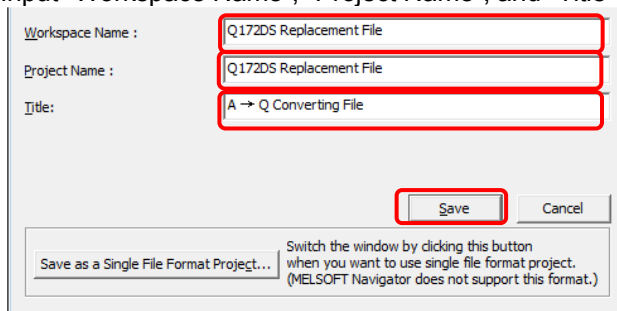 Input "Workspace Name", "Project Name", and "Title"
Workspace Name : Q172DS Replacement File
Project Name : Q172DS Replacement File
Title: A → Q Converting File
Save Cancel
Save as a Single File Format Project...
Switch the window by clicking this button
when you want to use single file format project.
(MELSOFT Navigator does not support this format.)